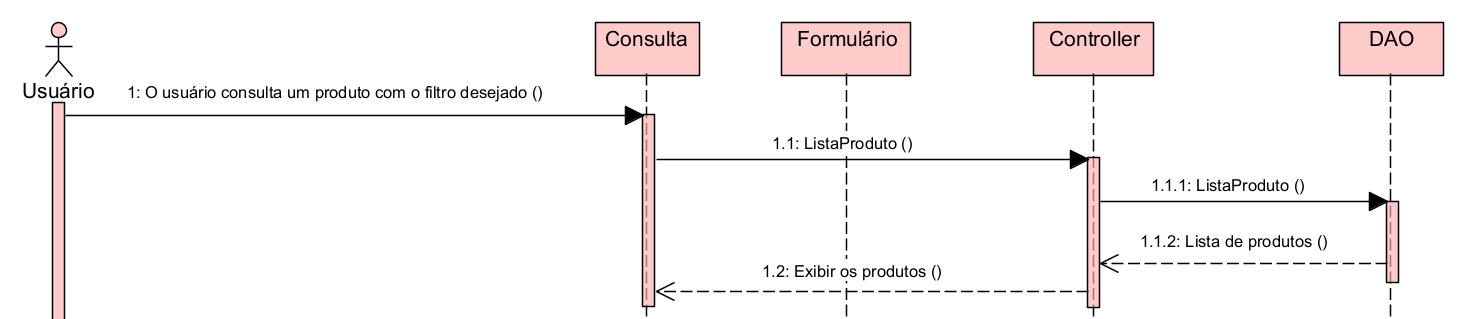 Consulta
Formulário
Controller
DAO
Usuário
1: O usuário consulta um produto com o filtro desejado ()
1.1: ListaProduto ()
1.1.1: ListaProduto ()
1.1.2: Lista de produtos ()
1.2: Exibir os produtos ()